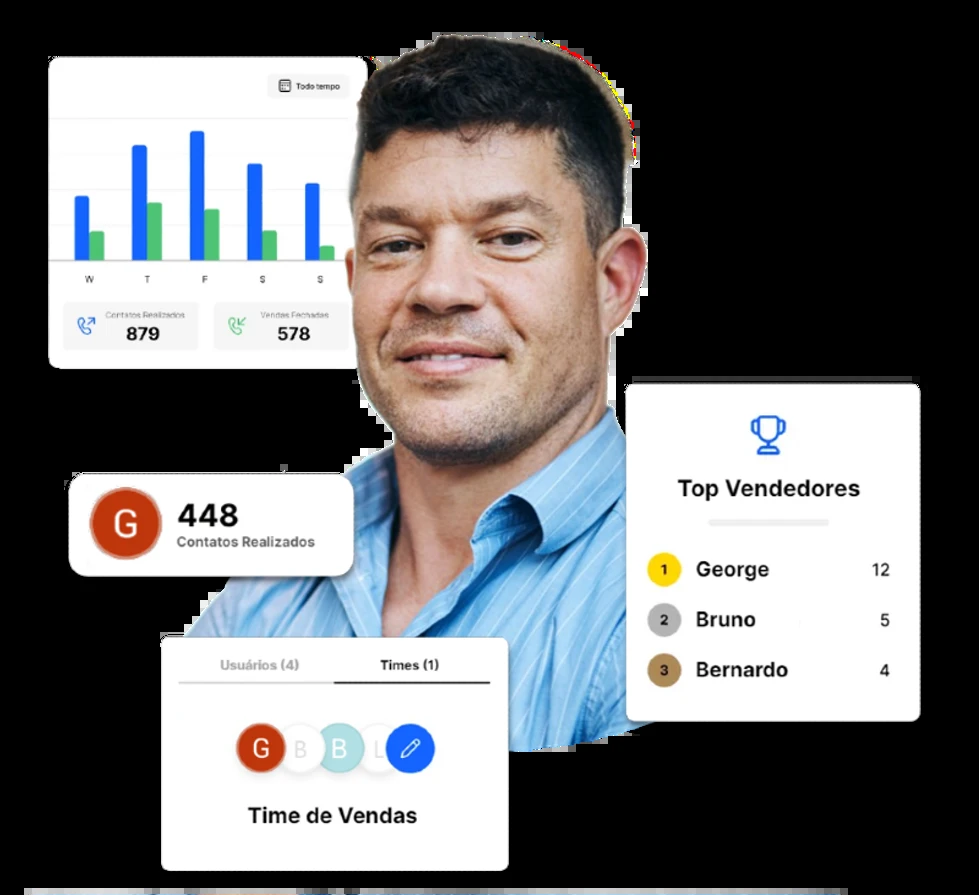 Todo tempo
W T F S S
Contatos Realizados
879
Vendas Fechadas
578
G
448
Contatos Realizados
Top Vendedores
1 George 12
2 Bruno 5
3 Bernardo 4
Usuários (4) Times (1)
G B B L
Time de Vendas